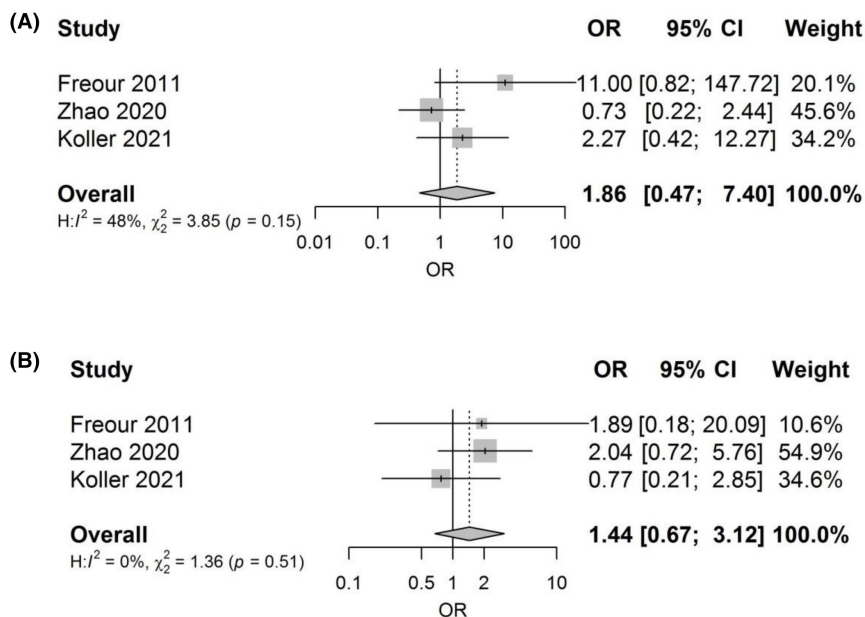 (A)
Study OR 95% CI Weight
Freour 2011 11.00 [0.82; 147.72] 20.1%
Zhao 2020 0.73 [0.22; 2.44] 45.6%
Koller 2021 2.27 [0.42; 12.27] 34.2%
Overall 1.86 [0.47; 7.40] 100.0%
H:I² = 48%, χ²₂ = 3.85 (p = 0.15)
0.01 0.1 1 10 100
OR
(B)
Study OR 95% CI Weight
Freour 2011 1.89 [0.18; 20.09] 10.6%
Zhao 2020 2.04 [0.72; 5.76] 54.9%
Koller 2021 0.77 [0.21; 2.85] 34.6%
Overall 1.44 [0.67; 3.12] 100.0%
H:I² = 0%, χ²₂ = 1.36 (p = 0.51)
0.1 0.5 1 2 10
OR